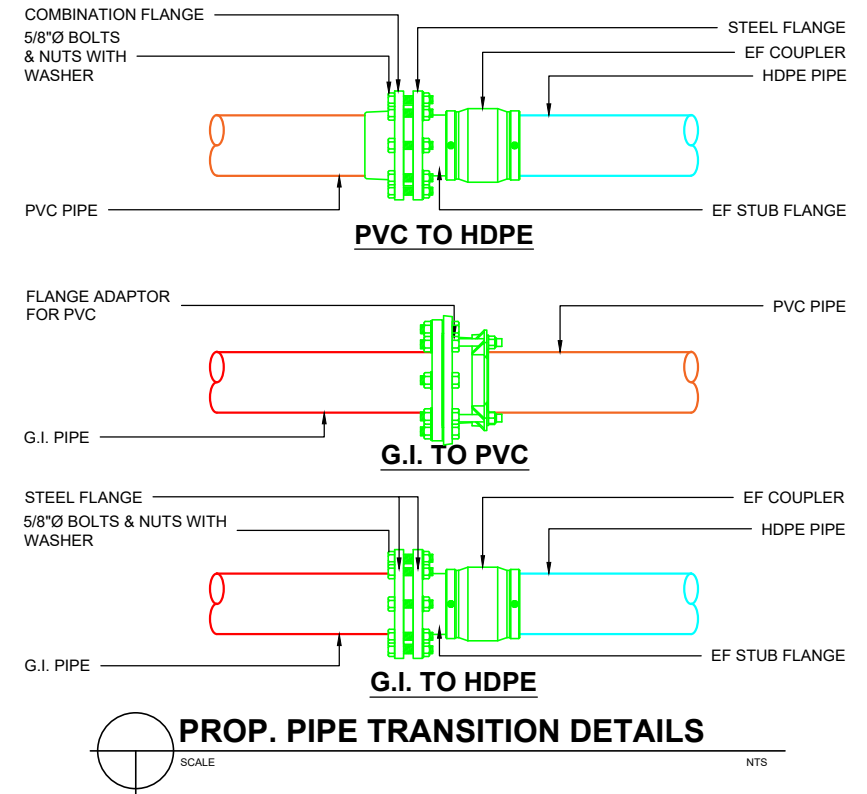 COMBINATION FLANGE
5/8"Ø BOLTS
& NUTS WITH
WASHER
STEEL FLANGE
EF COUPLER
HDPE PIPE
PVC PIPE
EF STUB FLANGE
PVC TO HDPE
FLANGE ADAPTOR
FOR PVC
PVC PIPE
G.I. PIPE
G.I. TO PVC
STEEL FLANGE
5/8"Ø BOLTS & NUTS WITH
WASHER
EF COUPLER
HDPE PIPE
G.I. PIPE
EF STUB FLANGE
G.I. TO HDPE
PROP. PIPE TRANSITION DETAILS
SCALE NTS